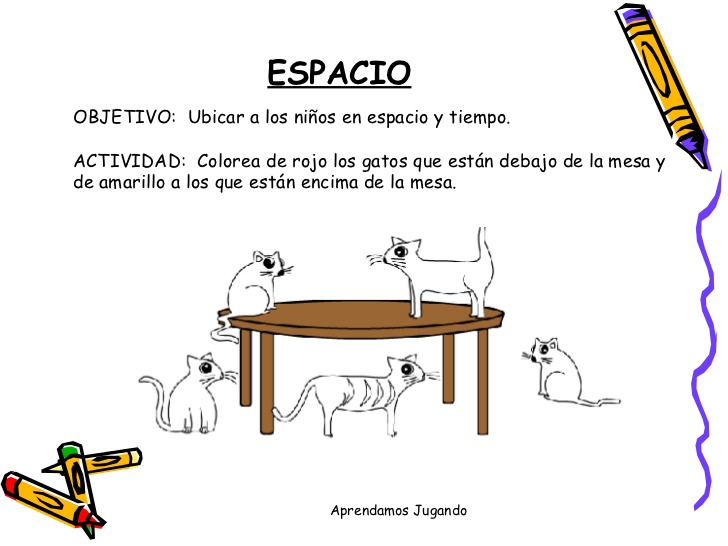 ESPACIO
OBJETIVO: Ubicar a los niños en espacio y tiempo.
ACTIVIDAD: Colorea de rojo los gatos que están debajo de la mesa y
de amarillo a los que están encima de la mesa.
Aprendamos Jugando